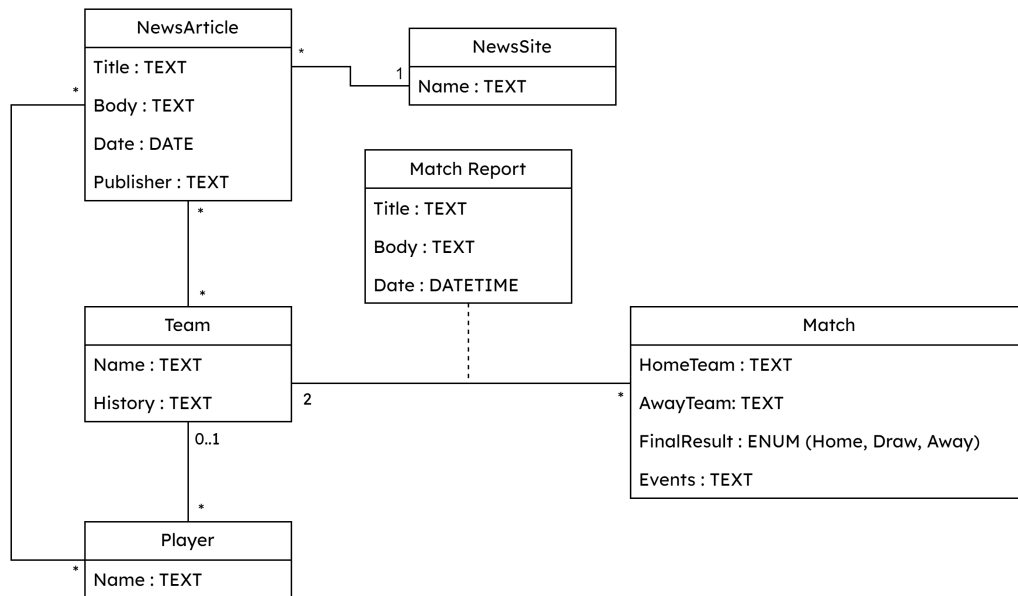 NewsArticle
Title : TEXT
Body : TEXT
Date : DATE
Publisher : TEXT
*
1
NewsSite
Name : TEXT
*
Match Report
Title : TEXT
Body : TEXT
Date : DATETIME
*
*
Team
Name : TEXT
History : TEXT
2
*
Match
HomeTeam : TEXT
AwayTeam: TEXT
FinalResult : ENUM (Home, Draw, Away)
Events : TEXT
0..1
*
Player
Name : TEXT
*